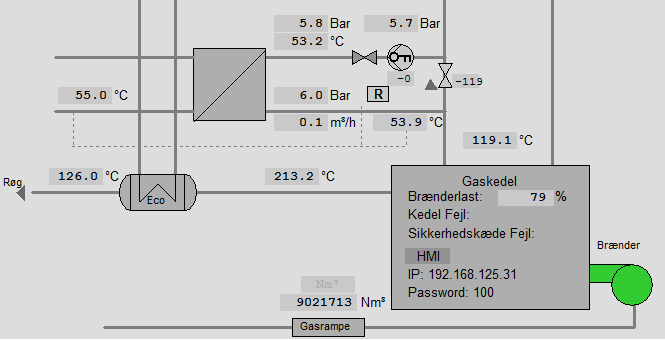 5.8 Bar 5.7 Bar
53.2 °C
-0
-119
55.0 °C
6.0 Bar R
0.1 m³/h 53.9 °C
119.1 °C
Røg 126.0 °C 213.2 °C
Eco
Gaskedel
Brænderlast: 79 %
Kedel Fejl:
Sikkerhedskæde Fejl:
HMI
IP: 192.168.125.31
Password: 100
Brænder
Nm³
9021713 Nm³
Gasrampe